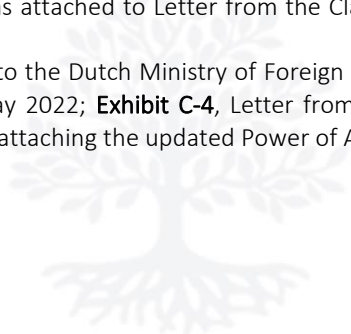 s attached to Letter from the Cla
to the Dutch Ministry of Foreign
ay 2022; Exhibit C-4, Letter from
attaching the updated Power of A